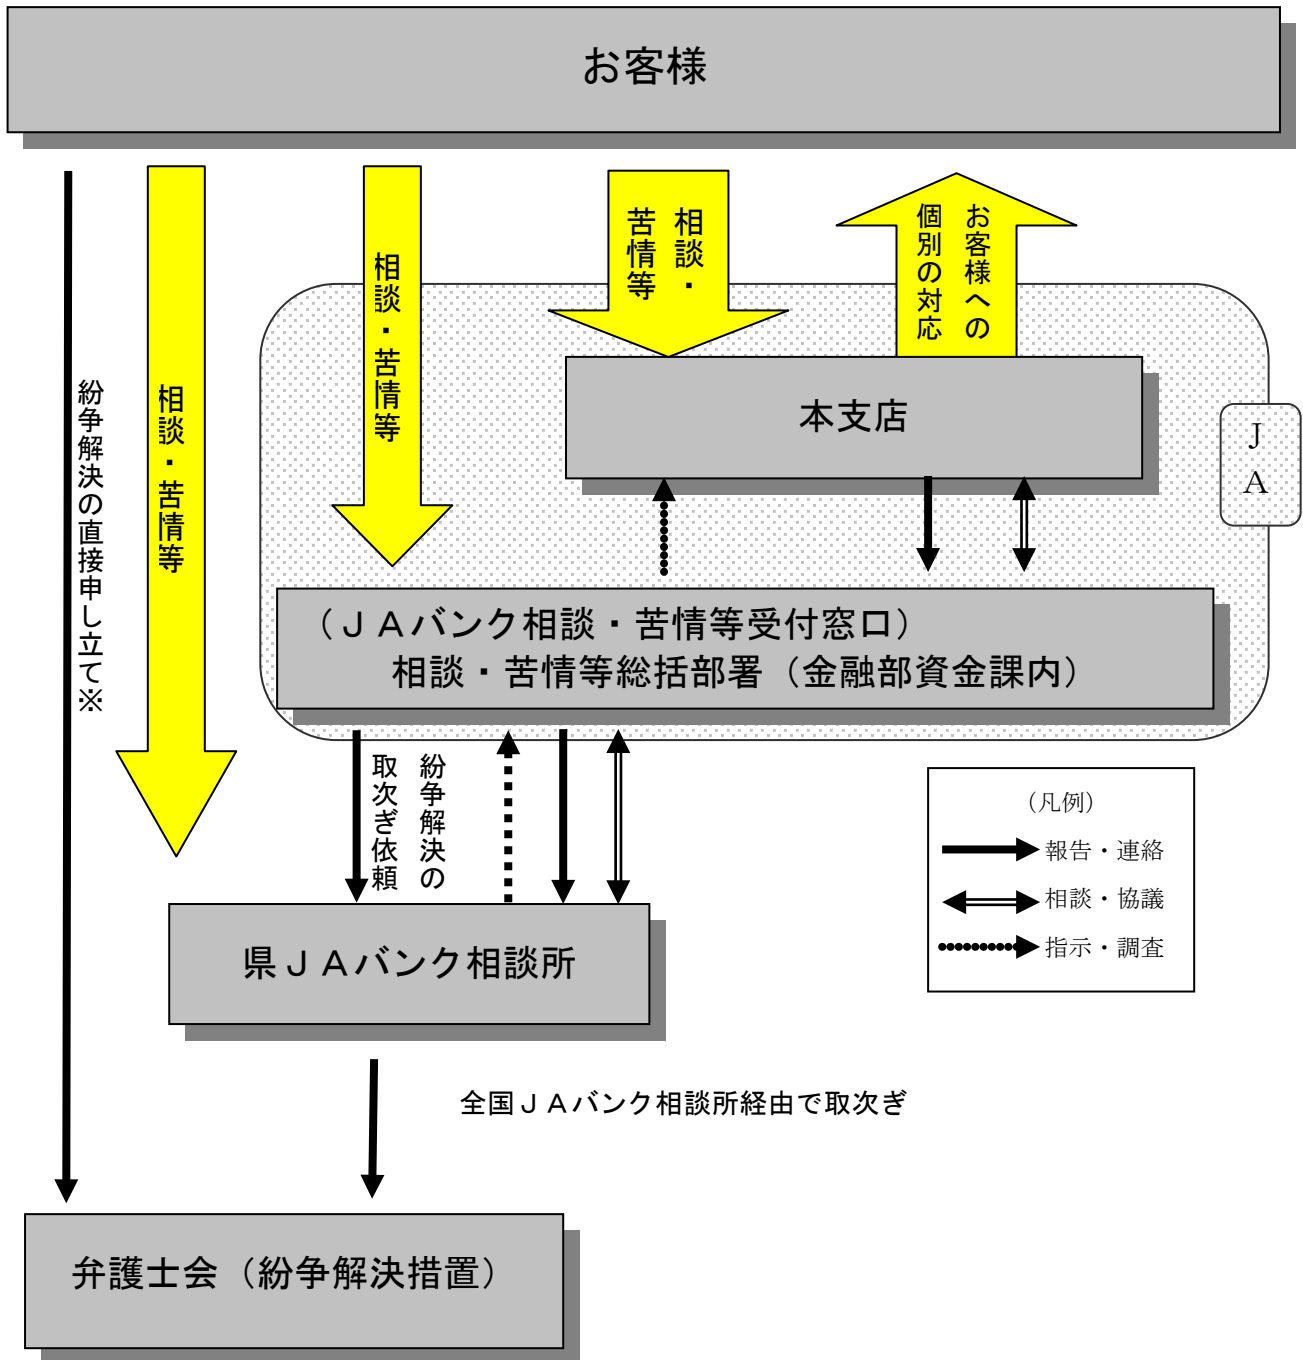 お客様
紛争解決の直接申し立て※
相談・苦情等
相談・苦情等
相談・
苦情等
お客様への
個別の対応
本支店
ＪＡ
（ＪＡバンク相談・苦情等受付窓口）
相談・苦情等総括部署（金融部資金課内）
紛争解決の
取次ぎ依頼
（凡例）
報告・連絡
相談・協議
指示・調査
県ＪＡバンク相談所
全国ＪＡバンク相談所経由で取次ぎ
弁護士会（紛争解決措置）